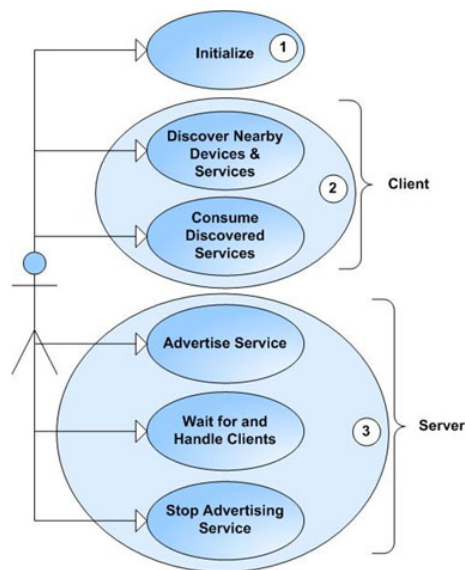 Initialize
1
Discover Nearby
Devices &
Services
2
Client
Consume
Discovered
Services
Advertise Service
Wait for and
Handle Clients
3
Server
Stop Advertising
Service